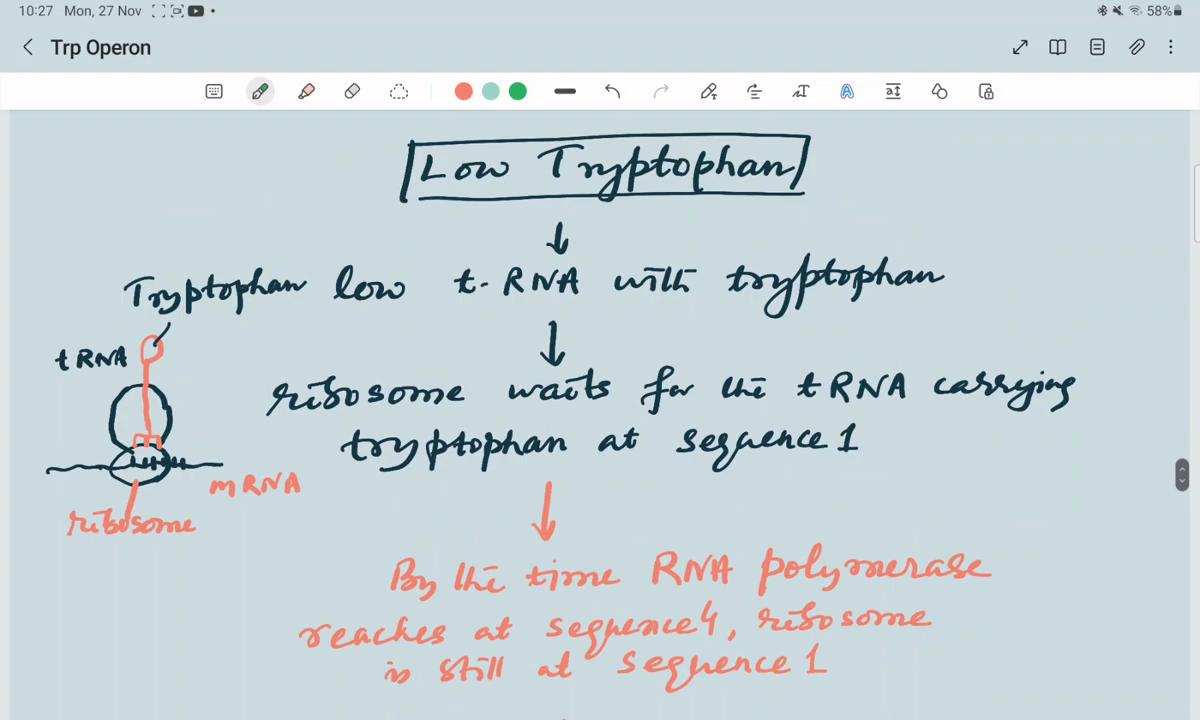 10:27 Mon, 27 Nov
58%
Trp Operon
Low Tryptophan
Tryptophan low t-RNA with tryptophan
tRNA
ribosome waits for the tRNA carrying
tryptophan at sequence 1
mRNA
ribosome
By the time RNA polymerase
reaches at sequence 4, ribosome
is still at sequence 1